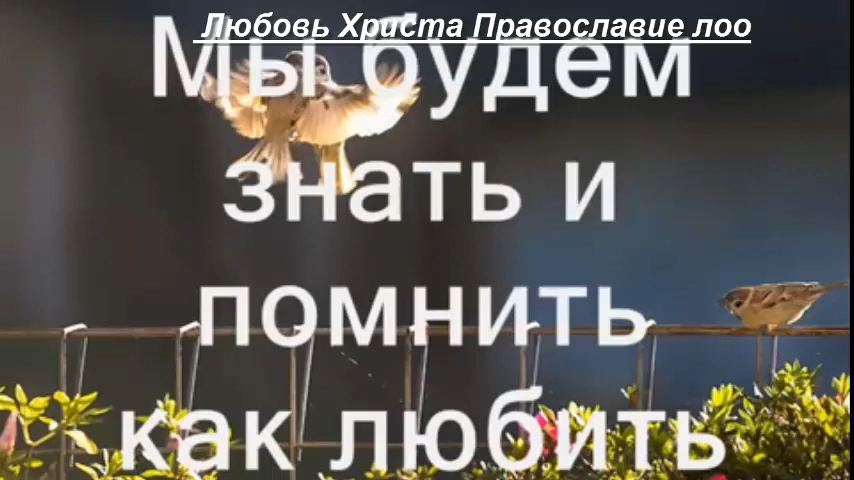 Любовь Христа Православие лоо
Мы будем
знать и
помнить
как любить